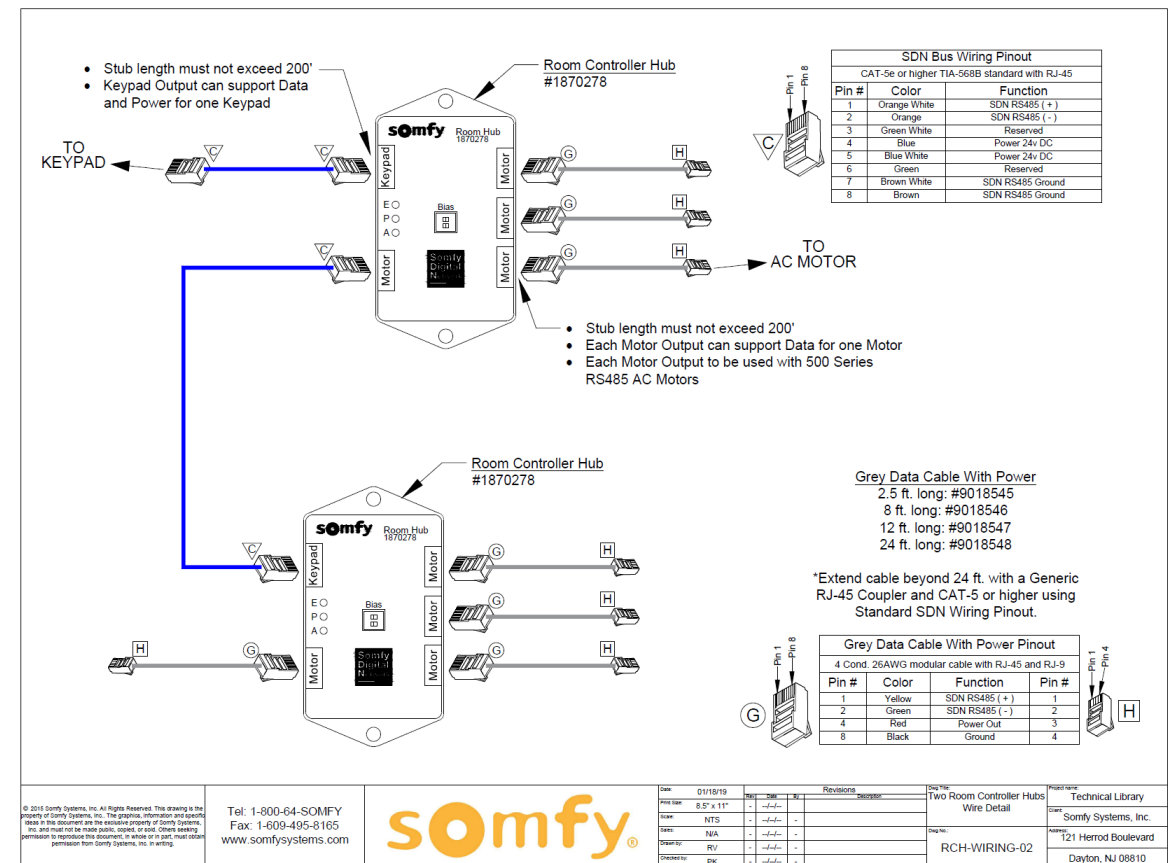 • Stub length must not exceed 200'
• Keypad Output can support Data
and Power for one Keypad
Room Controller Hub
#1870278
TO
KEYPAD
C
C
somfy Room Hub
1870278
Keypad
Motor
E
P
A
Bias
Motor
C
Motor
Somfy
Digital
Motor
G
H
G
H
G
H
TO
AC MOTOR
• Stub length must not exceed 200'
• Each Motor Output can support Data for one Motor
• Each Motor Output to be used with 500 Series
RS485 AC Motors
SDN Bus Wiring Pinout
CAT-5e or higher TIA-568B standard with RJ-45
Pin # Color Function
1 Orange White SDN RS485 ( + )
2 Orange SDN RS485 ( - )
3 Green White Reserved
4 Blue Power 24v DC
5 Blue White Power 24v DC
6 Green Reserved
7 Brown White SDN RS485 Ground
8 Brown SDN RS485 Ground
Pin 1
Pin 8
C
Room Controller Hub
#1870278
somfy Room Hub
1870278
C
Keypad
Motor
E
P
A
Bias
Motor
H
G
Motor
Somfy
Digital
Motor
G
H
G
H
G
H
Grey Data Cable With Power
2.5 ft. long: #9018545
8 ft. long: #9018546
12 ft. long: #9018547
24 ft. long: #9018548
*Extend cable beyond 24 ft. with a Generic
RJ-45 Coupler and CAT-5 or higher using
Standard SDN Wiring Pinout.
Pin 1
Pin 8
G
Grey Data Cable With Power Pinout
4 Cond. 26AWG modular cable with RJ-45 and RJ-9
Pin # Color Function Pin #
1 Yellow SDN RS485 ( + ) 1
2 Green SDN RS485 ( - ) 2
4 Red Power Out 3
8 Black Ground 4
Pin 1
Pin 4
H
© 2015 Somfy Systems, Inc. All Rights Reserved. This drawing is the
property of Somfy Systems, Inc.. The graphics, information and specific
ideas in this document are the exclusive property of Somfy Systems,
Inc. and must not be made public, copied, or sold. Others seeking
permission to reproduce this document, in whole or in part, must obtain
permission from Somfy Systems, Inc. in writing.
Tel: 1-800-64-SOMFY
Fax: 1-609-495-8165
www.somfysystems.com
somfy®
Date: 01/18/19
Print Size: 8.5" x 11"
Scale: NTS
Sales: N/A
Drawn by: RV
Checked by: PK
Revisions
Rev Date By Description
- --/--/-- -
- --/--/-- -
- --/--/-- -
- --/--/-- -
- --/--/-- -
Dwg Title:
Two Room Controller Hubs
Wire Detail
Dwg No.:
RCH-WIRING-02
Project name:
Technical Library
Client:
Somfy Systems, Inc.
Address:
121 Herrod Boulevard
Dayton, NJ 08810